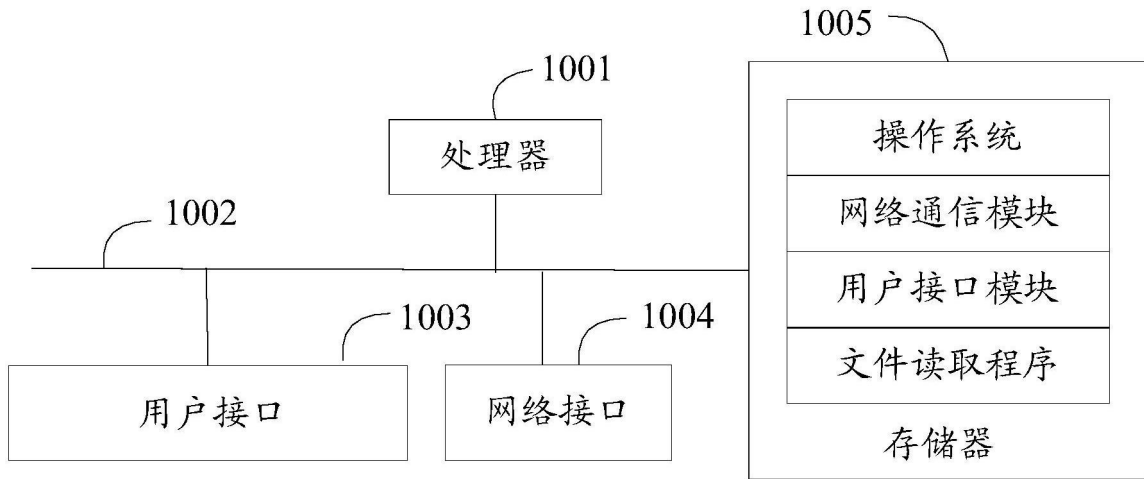 1005
1001
处理器
操作系统
网络通信模块
1002
用户接口模块
1003
1004
文件读取程序
用户接口
网络接口
存储器